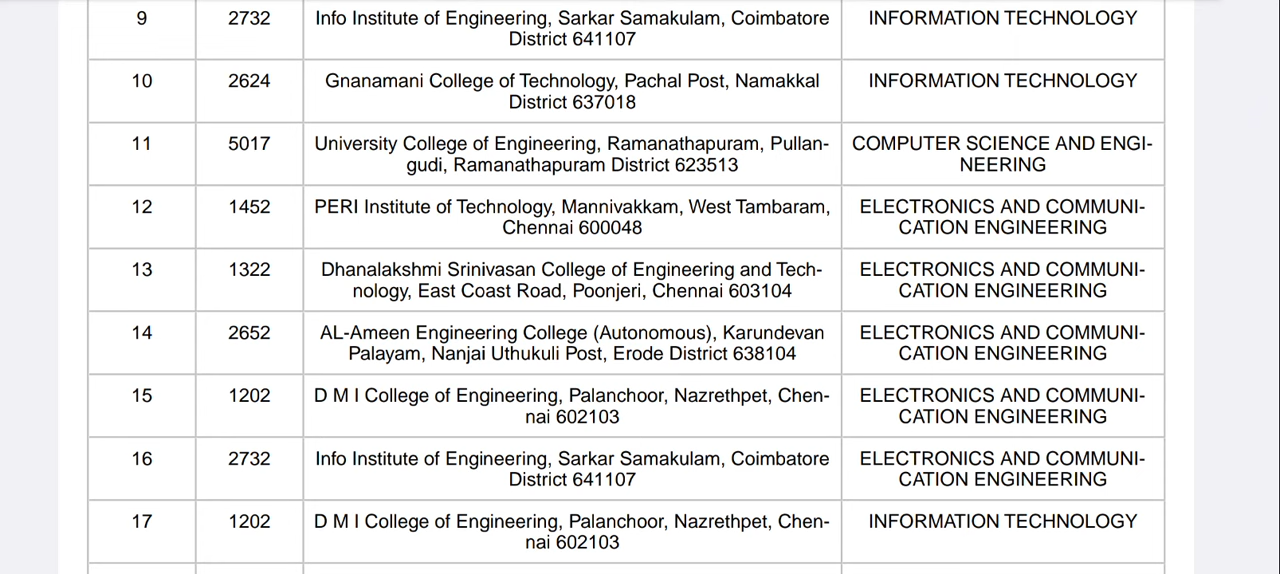 9 2732 Info Institute of Engineering, Sarkar Samakulam, Coimbatore INFORMATION TECHNOLOGY
District 641107
10 2624 Gnanamani College of Technology, Pachal Post, Namakkal INFORMATION TECHNOLOGY
District 637018
11 5017 University College of Engineering, Ramanathapuram, Pullan- COMPUTER SCIENCE AND ENGI-
gudi, Ramanathapuram District 623513 NEERING
12 1452 PERI Institute of Technology, Mannivakkam, West Tambaram, ELECTRONICS AND COMMUNI-
Chennai 600048 CATION ENGINEERING
13 1322 Dhanalakshmi Srinivasan College of Engineering and Tech- ELECTRONICS AND COMMUNI-
nology, East Coast Road, Poonjeri, Chennai 603104 CATION ENGINEERING
14 2652 AL-Ameen Engineering College (Autonomous), Karundevan ELECTRONICS AND COMMUNI-
Palayam, Nanjai Uthukuli Post, Erode District 638104 CATION ENGINEERING
15 1202 D M I College of Engineering, Palanchoor, Nazrethpet, Chen- ELECTRONICS AND COMMUNI-
nai 602103 CATION ENGINEERING
16 2732 Info Institute of Engineering, Sarkar Samakulam, Coimbatore ELECTRONICS AND COMMUNI-
District 641107 CATION ENGINEERING
17 1202 D M I College of Engineering, Palanchoor, Nazrethpet, Chen- INFORMATION TECHNOLOGY
nai 602103